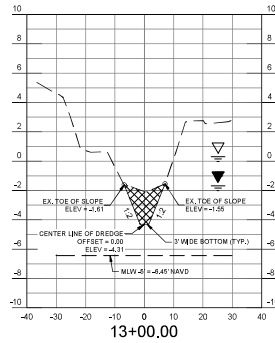 10 10
8 8
6 6
4 4
2 2
0 0
-2 -2
-4 -4
-6 -6
-8 -8
-10 -10
EX. TOE OF SLOPE
ELEV = -1.61
EX. TOE OF SLOPE
ELEV = -1.55
1:2
1:2
CENTER LINE OF DREDGE
OFFSET = 0.00
ELEV = -4.31
3' WIDE BOTTOM (TYP.)
MLW -5' = -6.45' NAVD
-40 -30 -20 -10 0 10 20 30 40
13+00.00